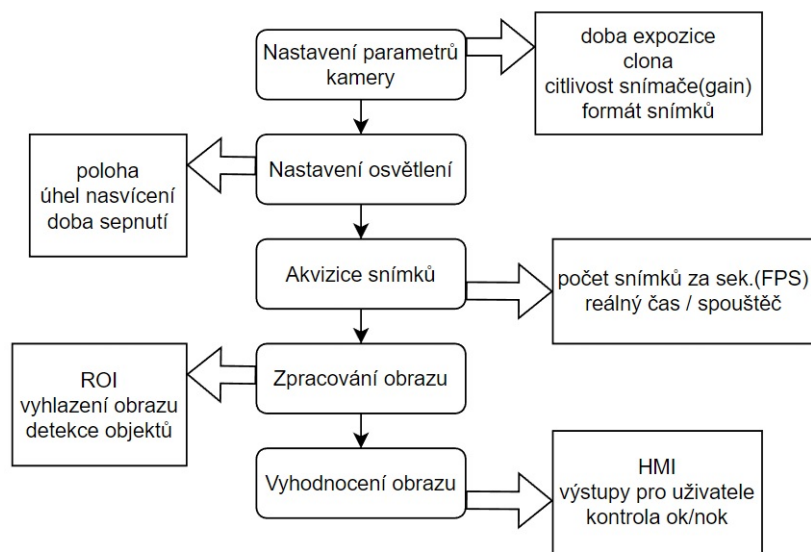 Nastavení parametrů
kamery
doba expozice
clona
citlivost snímače(gain)
formát snímků
Nastavení osvětlení
poloha
úhel nasvícení
doba sepnutí
Akvizice snímků
počet snímků za sek.(FPS)
reálný čas / spouštěč
Zpracování obrazu
ROI
vyhlazení obrazu
detekce objektů
Vyhodnocení obrazu
HMI
výstupy pro uživatele
kontrola ok/nok